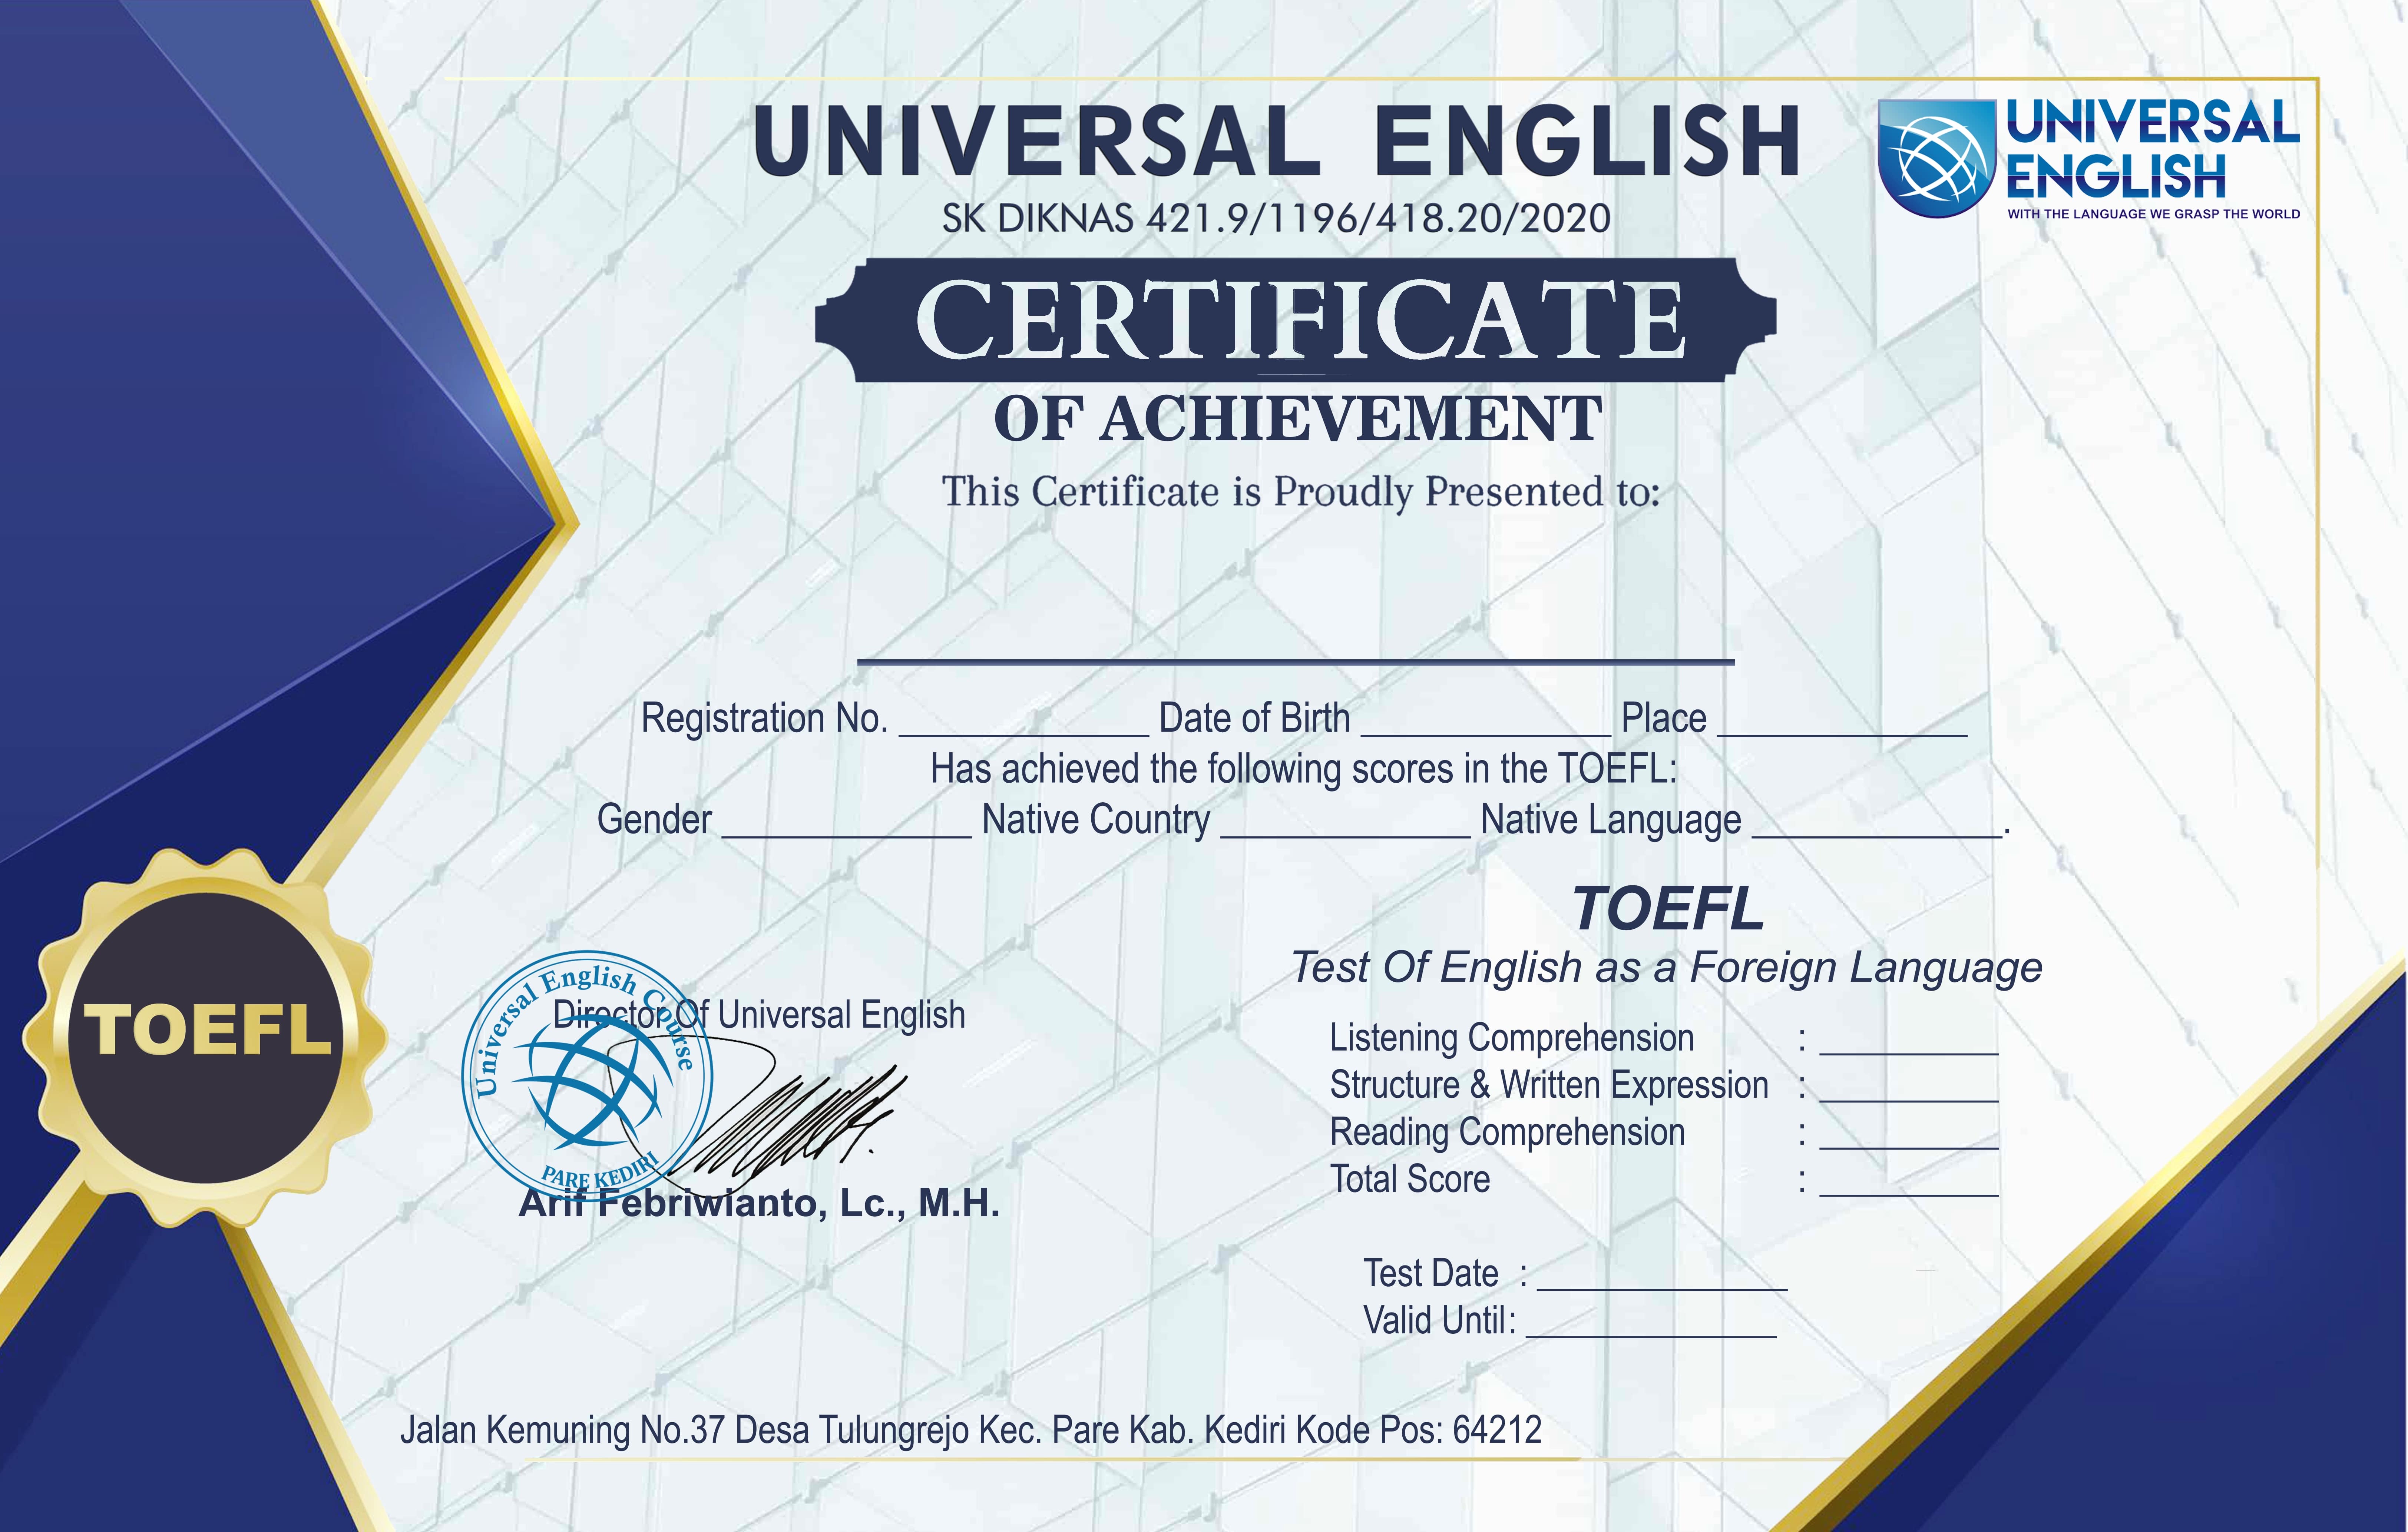 UNIVERSAL ENGLISH
SK DIKNAS 421.9/1196/418.20/2020
UNIVERSAL
ENGLISH
WITH THE LANGUAGE WE GRASP THE WORLD
CERTIFICATE
OF ACHIEVEMENT
This Certificate is Proudly Presented to:
Registration No. ____________ Date of Birth ____________ Place ____________
Has achieved the following scores in the TOEFL:
Gender ____________ Native Country ____________ Native Language ____________.
TOEFL
TOEFL
Test Of English as a Foreign Language
Listening Comprehension : ________
Structure & Written Expression : ________
Reading Comprehension : ________
Total Score : ________
Test Date : ____________
Valid Until: ____________
Director Of Universal English
Universal English Course
PARE KEDIRI
Arif Febriwianto, Lc., M.H.
Jalan Kemuning No.37 Desa Tulungrejo Kec. Pare Kab. Kediri Kode Pos: 64212